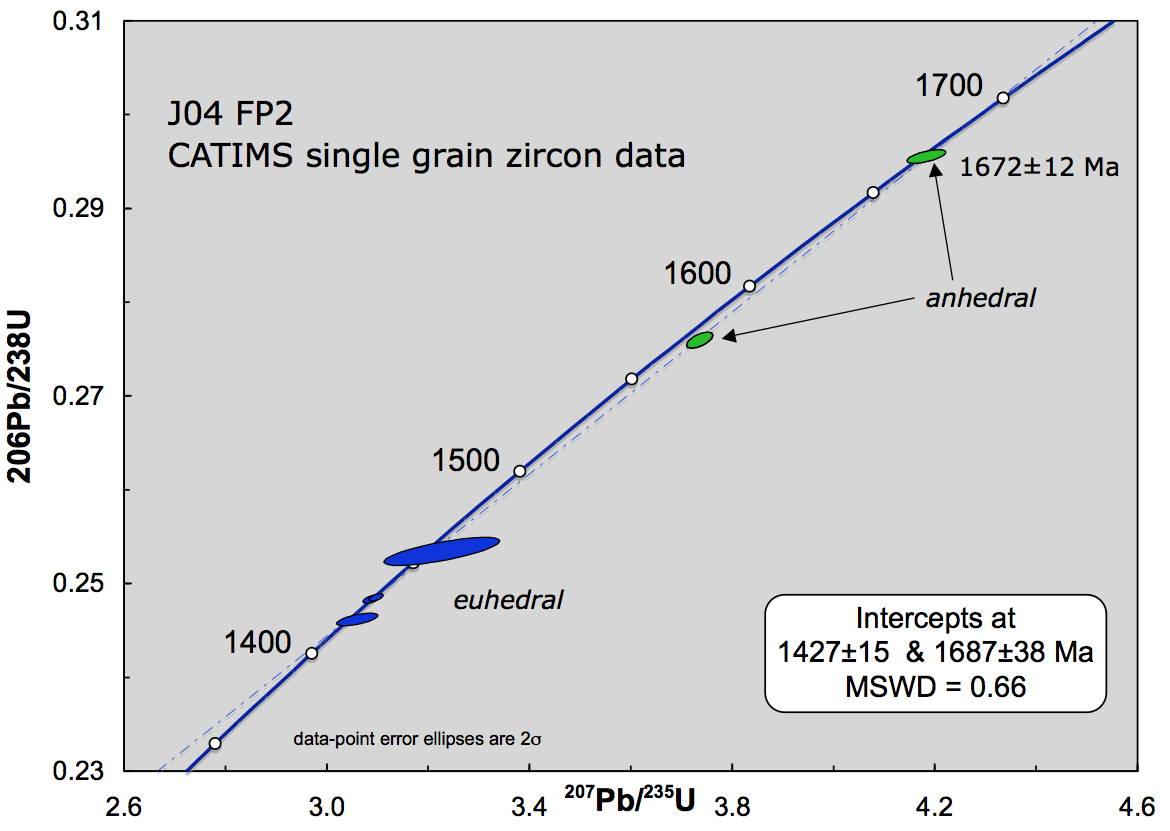 0.31
0.29
0.27
0.25
0.23
206Pb/238U
J04 FP2
CATIMS single grain zircon data
1700
1672±12 Ma
1600
anhedral
1500
euhedral
1400
Intercepts at
1427±15 & 1687±38 Ma
MSWD = 0.66
data-point error ellipses are 2σ
2.6 3.0 3.4 3.8 4.2 4.6
²⁰⁷Pb/²³⁵U